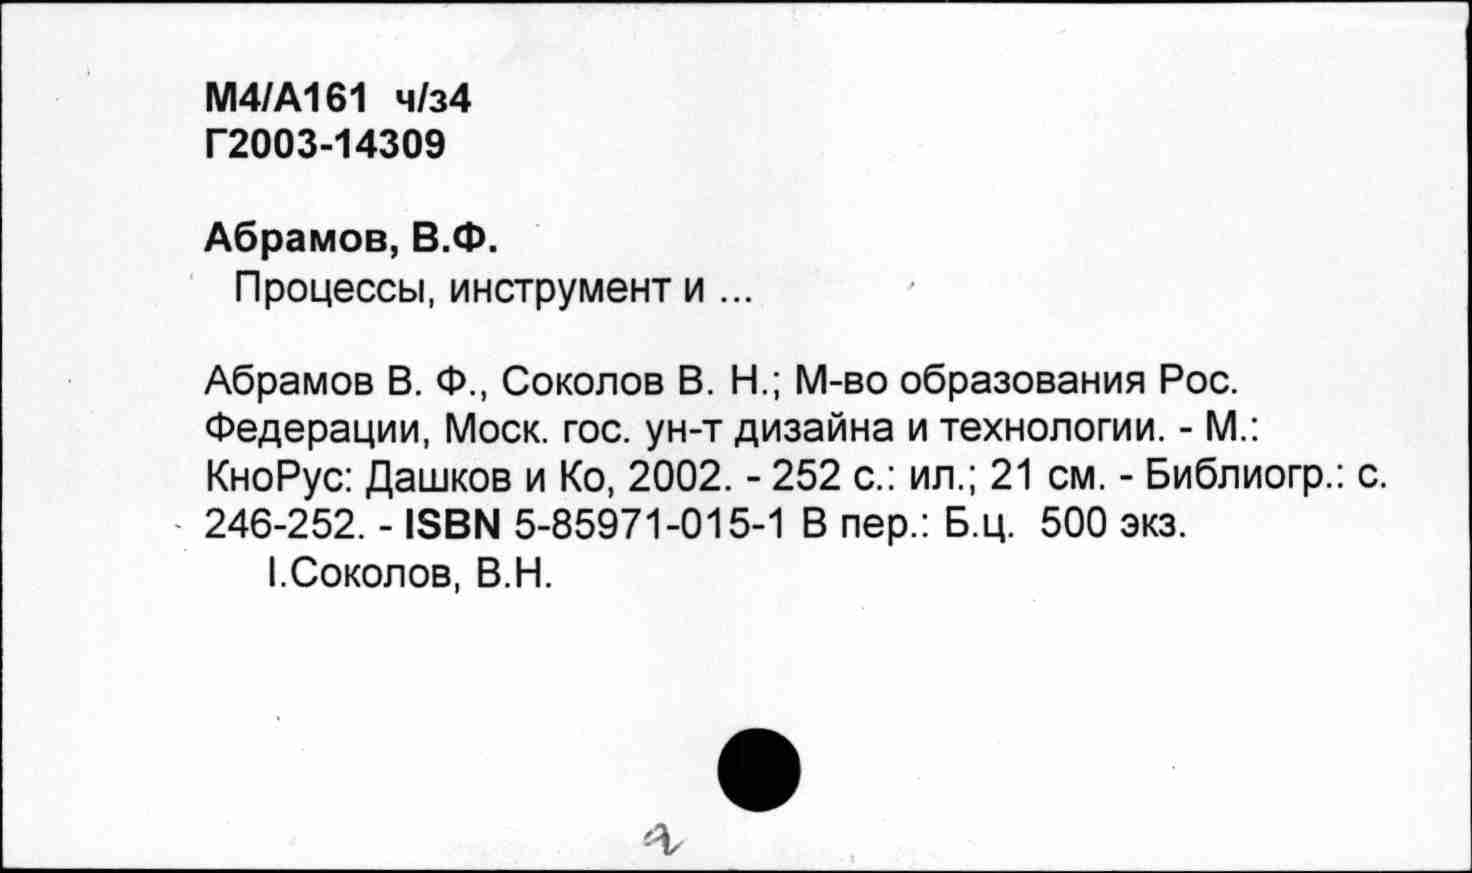 М4/А161 ч/з4
Г2003-14309
Абрамов, В.Ф.
Процессы, инструмент и ...
Абрамов В. Ф., Соколов В. Н.; М-во образования Рос.
Федерации, Моск. гос. ун-т дизайна и технологии. - М.:
КноРус: Дашков и Ко, 2002. - 252 с.: ил.; 21 см. - Библиогр.: с.
246-252. - ISBN 5-85971-015-1 В пер.: Б.ц. 500 экз.
I.Соколов, В.Н.